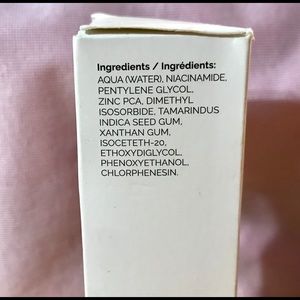 Ingredients / Ingrédients:
AQUA (WATER), NIACINAMIDE,
PENTYLENE GLYCOL,
ZINC PCA, DIMETHYL
ISOSORBIDE, TAMARINDUS
INDICA SEED GUM,
XANTHAN GUM,
ISOCETETH-20,
ETHOXYDIGLYCOL,
PHENOXYETHANOL,
CHLORPHENESIN.